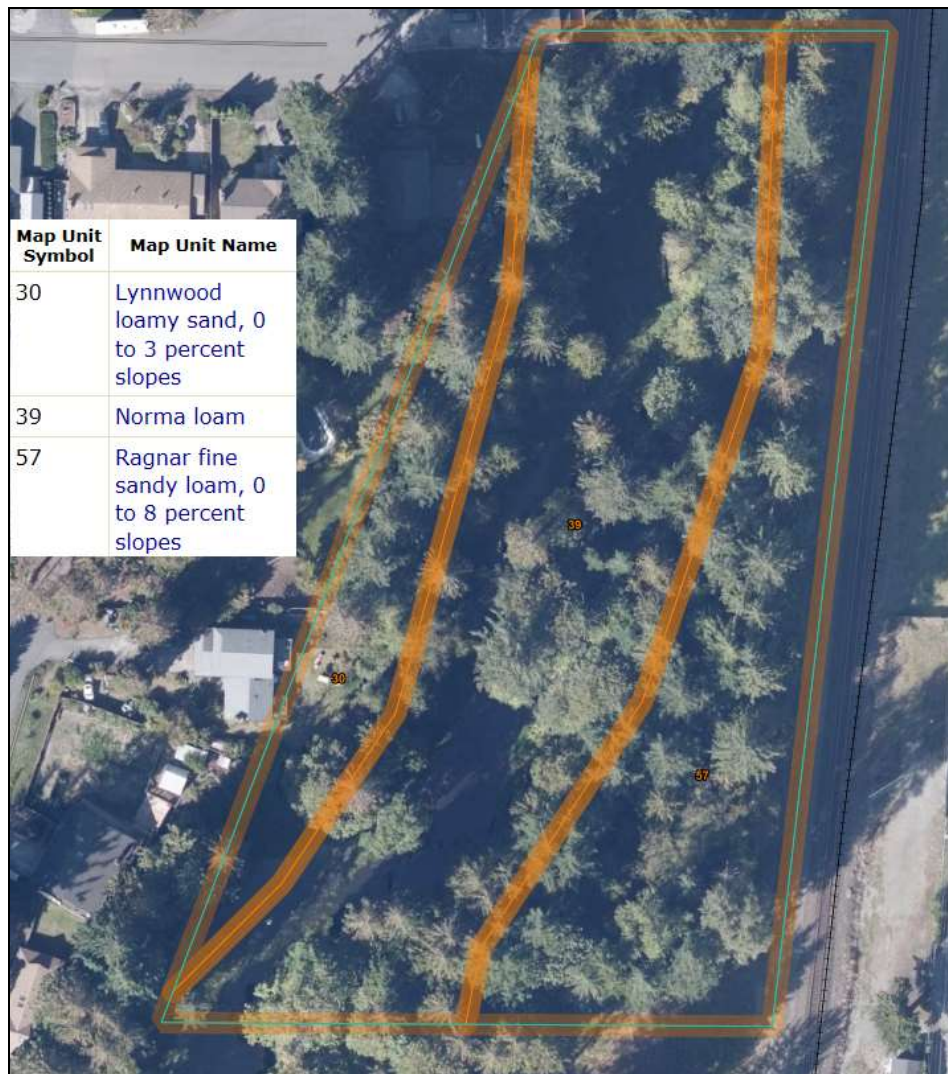 Map Unit
Symbol
Map Unit Name
30
Lynnwood
loamy sand, 0
to 3 percent
slopes
39
Norma loam
57
Ragnar fine
sandy loam, 0
to 8 percent
slopes
39
30
57